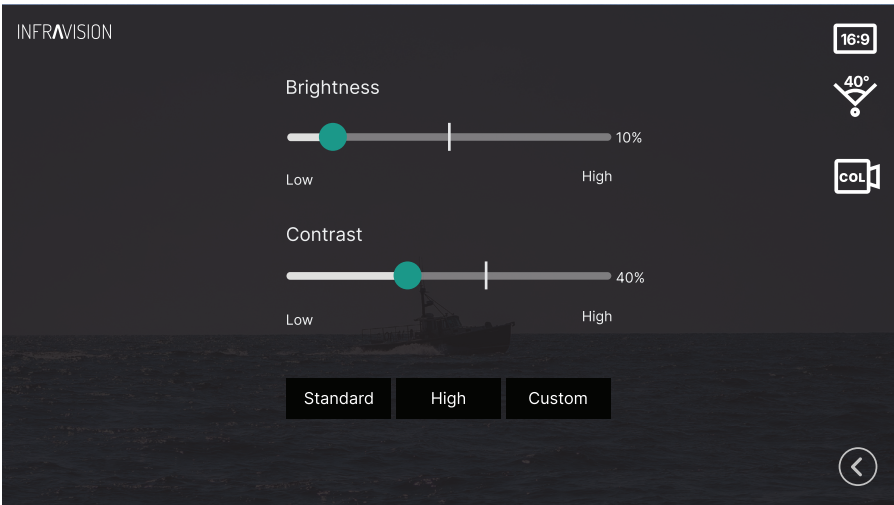 INFRAVISION
16:9
40°
COL
Brightness
10%
Low High
Contrast
40%
Low High
Standard High Custom